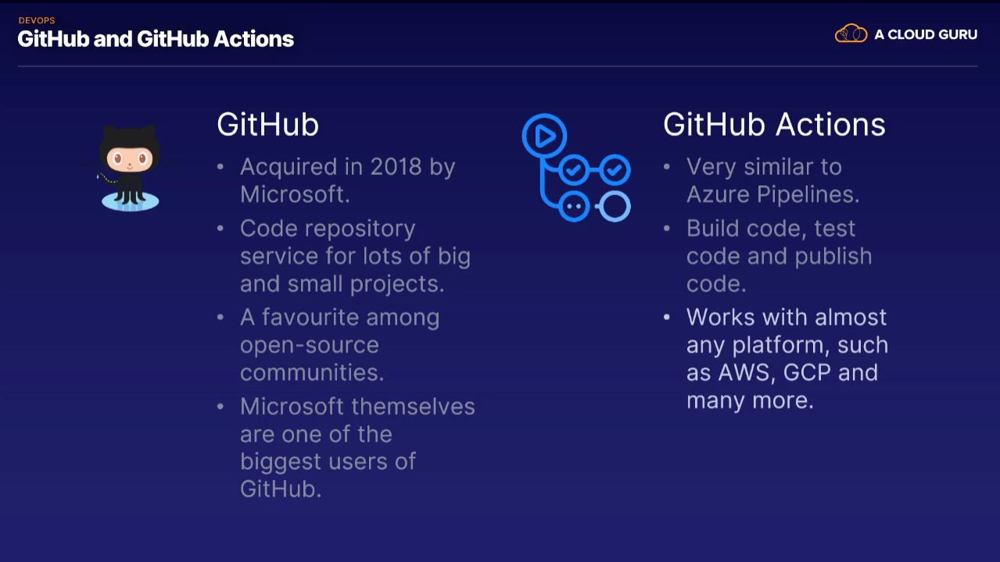 DEVOPS
GitHub and GitHub Actions
A CLOUD GURU
GitHub
• Acquired in 2018 by
Microsoft.
• Code repository
service for lots of big
and small projects.
• A favourite among
open-source
communities.
• Microsoft themselves
are one of the
biggest users of
GitHub.
GitHub Actions
• Very similar to
Azure Pipelines.
• Build code, test
code and publish
code.
• Works with almost
any platform, such
as AWS, GCP and
many more.